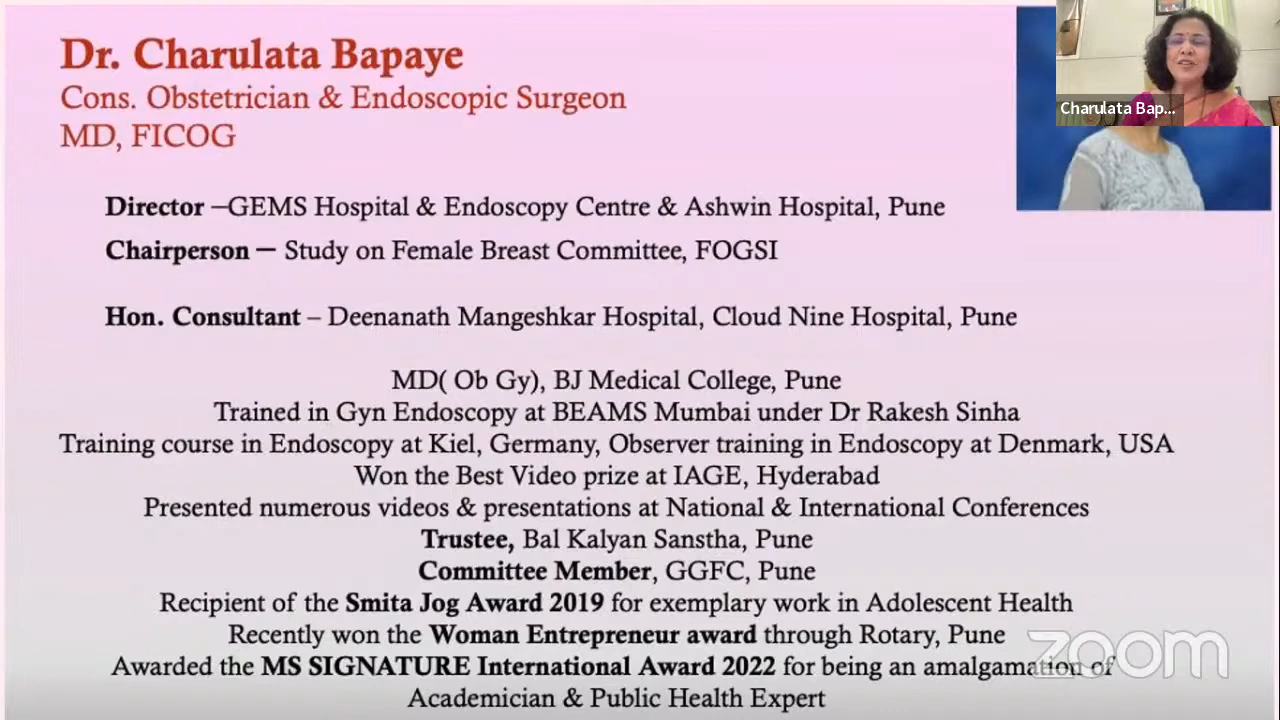 Dr. Charulata Bapaye
Cons. Obstetrician & Endoscopic Surgeon
MD, FICOG
Charulata Bap...
Director –GEMS Hospital & Endoscopy Centre & Ashwin Hospital, Pune
Chairperson – Study on Female Breast Committee, FOGSI
Hon. Consultant – Deenanath Mangeshkar Hospital, Cloud Nine Hospital, Pune
MD( Ob Gy), BJ Medical College, Pune
Trained in Gyn Endoscopy at BEAMS Mumbai under Dr Rakesh Sinha
Training course in Endoscopy at Kiel, Germany, Observer training in Endoscopy at Denmark, USA
Won the Best Video prize at IAGE, Hyderabad
Presented numerous videos & presentations at National & International Conferences
Trustee, Bal Kalyan Sanstha, Pune
Committee Member, GGFC, Pune
Recipient of the Smita Jog Award 2019 for exemplary work in Adolescent Health
Recently won the Woman Entrepreneur award through Rotary, Pune
Awarded the MS SIGNATURE International Award 2022 for being an amalgamation of
Academician & Public Health Expert
zoom